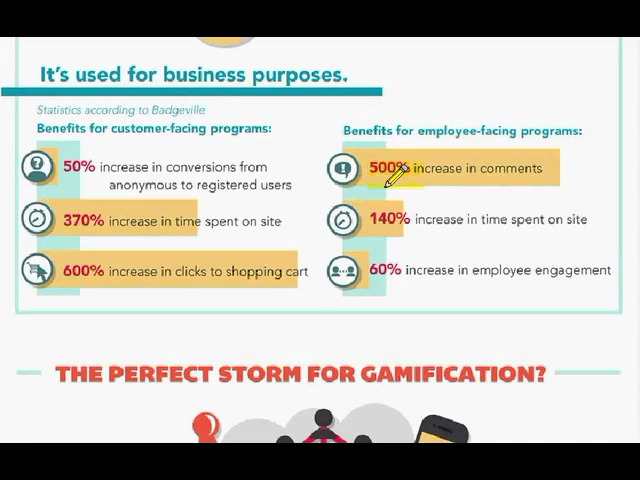 It's used for business purposes.
Statistics according to Badgeville
Benefits for customer-facing programs:
50% increase in conversions from
anonymous to registered users
370% increase in time spent on site
600% increase in clicks to shopping cart
Benefits for employee-facing programs:
500% increase in comments
140% increase in time spent on site
60% increase in employee engagement
THE PERFECT STORM FOR GAMIFICATION?